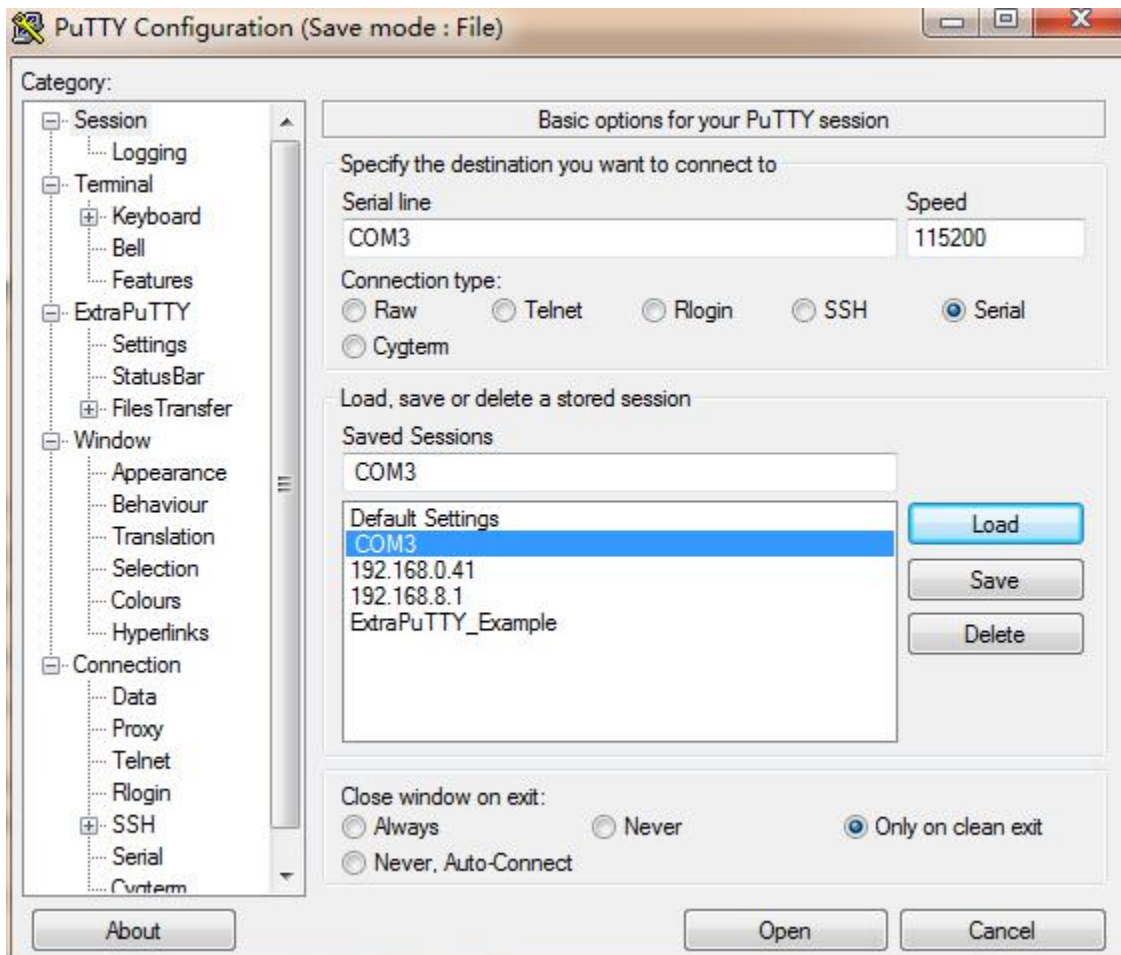 PuTTY Configuration (Save mode : File)
Category:
Session
Logging
Terminal
Keyboard
Bell
Features
ExtraPuTTY
Settings
StatusBar
FilesTransfer
Window
Appearance
Behaviour
Translation
Selection
Colours
Hyperlinks
Connection
Data
Proxy
Telnet
Rlogin
SSH
Serial
Cygterm
Basic options for your PuTTY session
Specify the destination you want to connect to
Serial line Speed
COM3 115200
Connection type:
Raw Telnet Rlogin SSH Serial
Cygterm
Load, save or delete a stored session
Saved Sessions
COM3
Default Settings
COM3
192.168.0.41
192.168.8.1
ExtraPuTTY_Example
Load
Save
Delete
Close window on exit:
Always Never Only on clean exit
Never, Auto-Connect
About Open Cancel